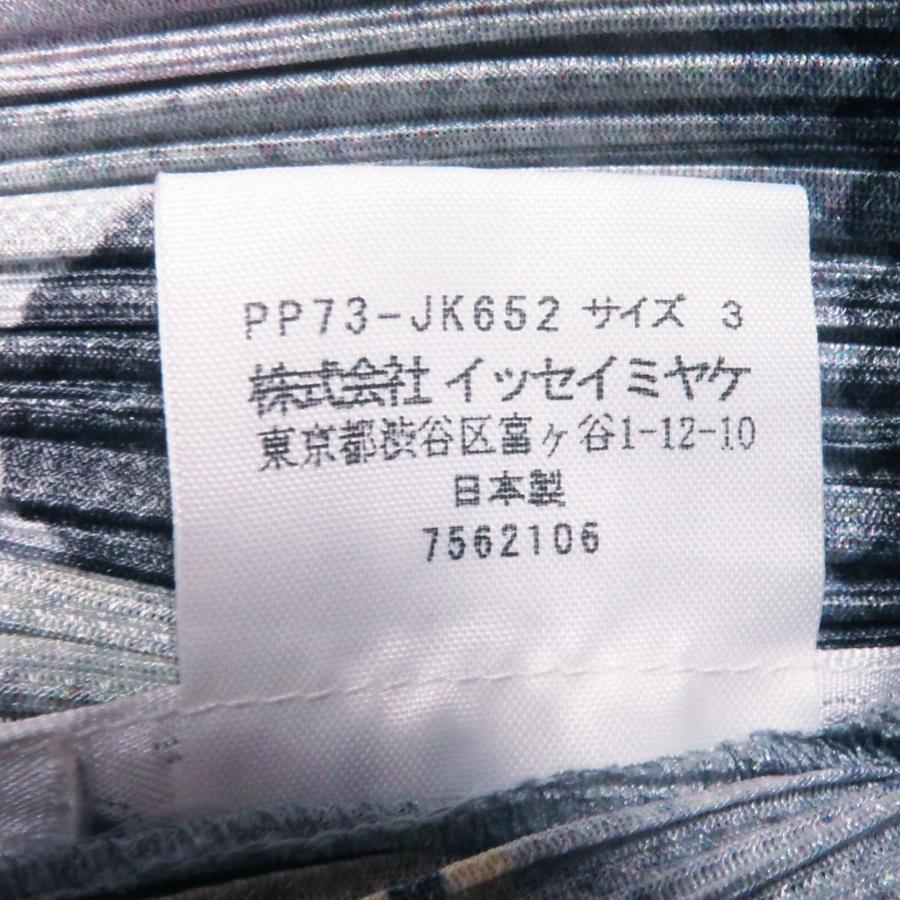 PP73-JK652 サイズ 3
株式会社 イッセイミヤケ
東京都渋谷区富ヶ谷1-12-10
日本製
7562106